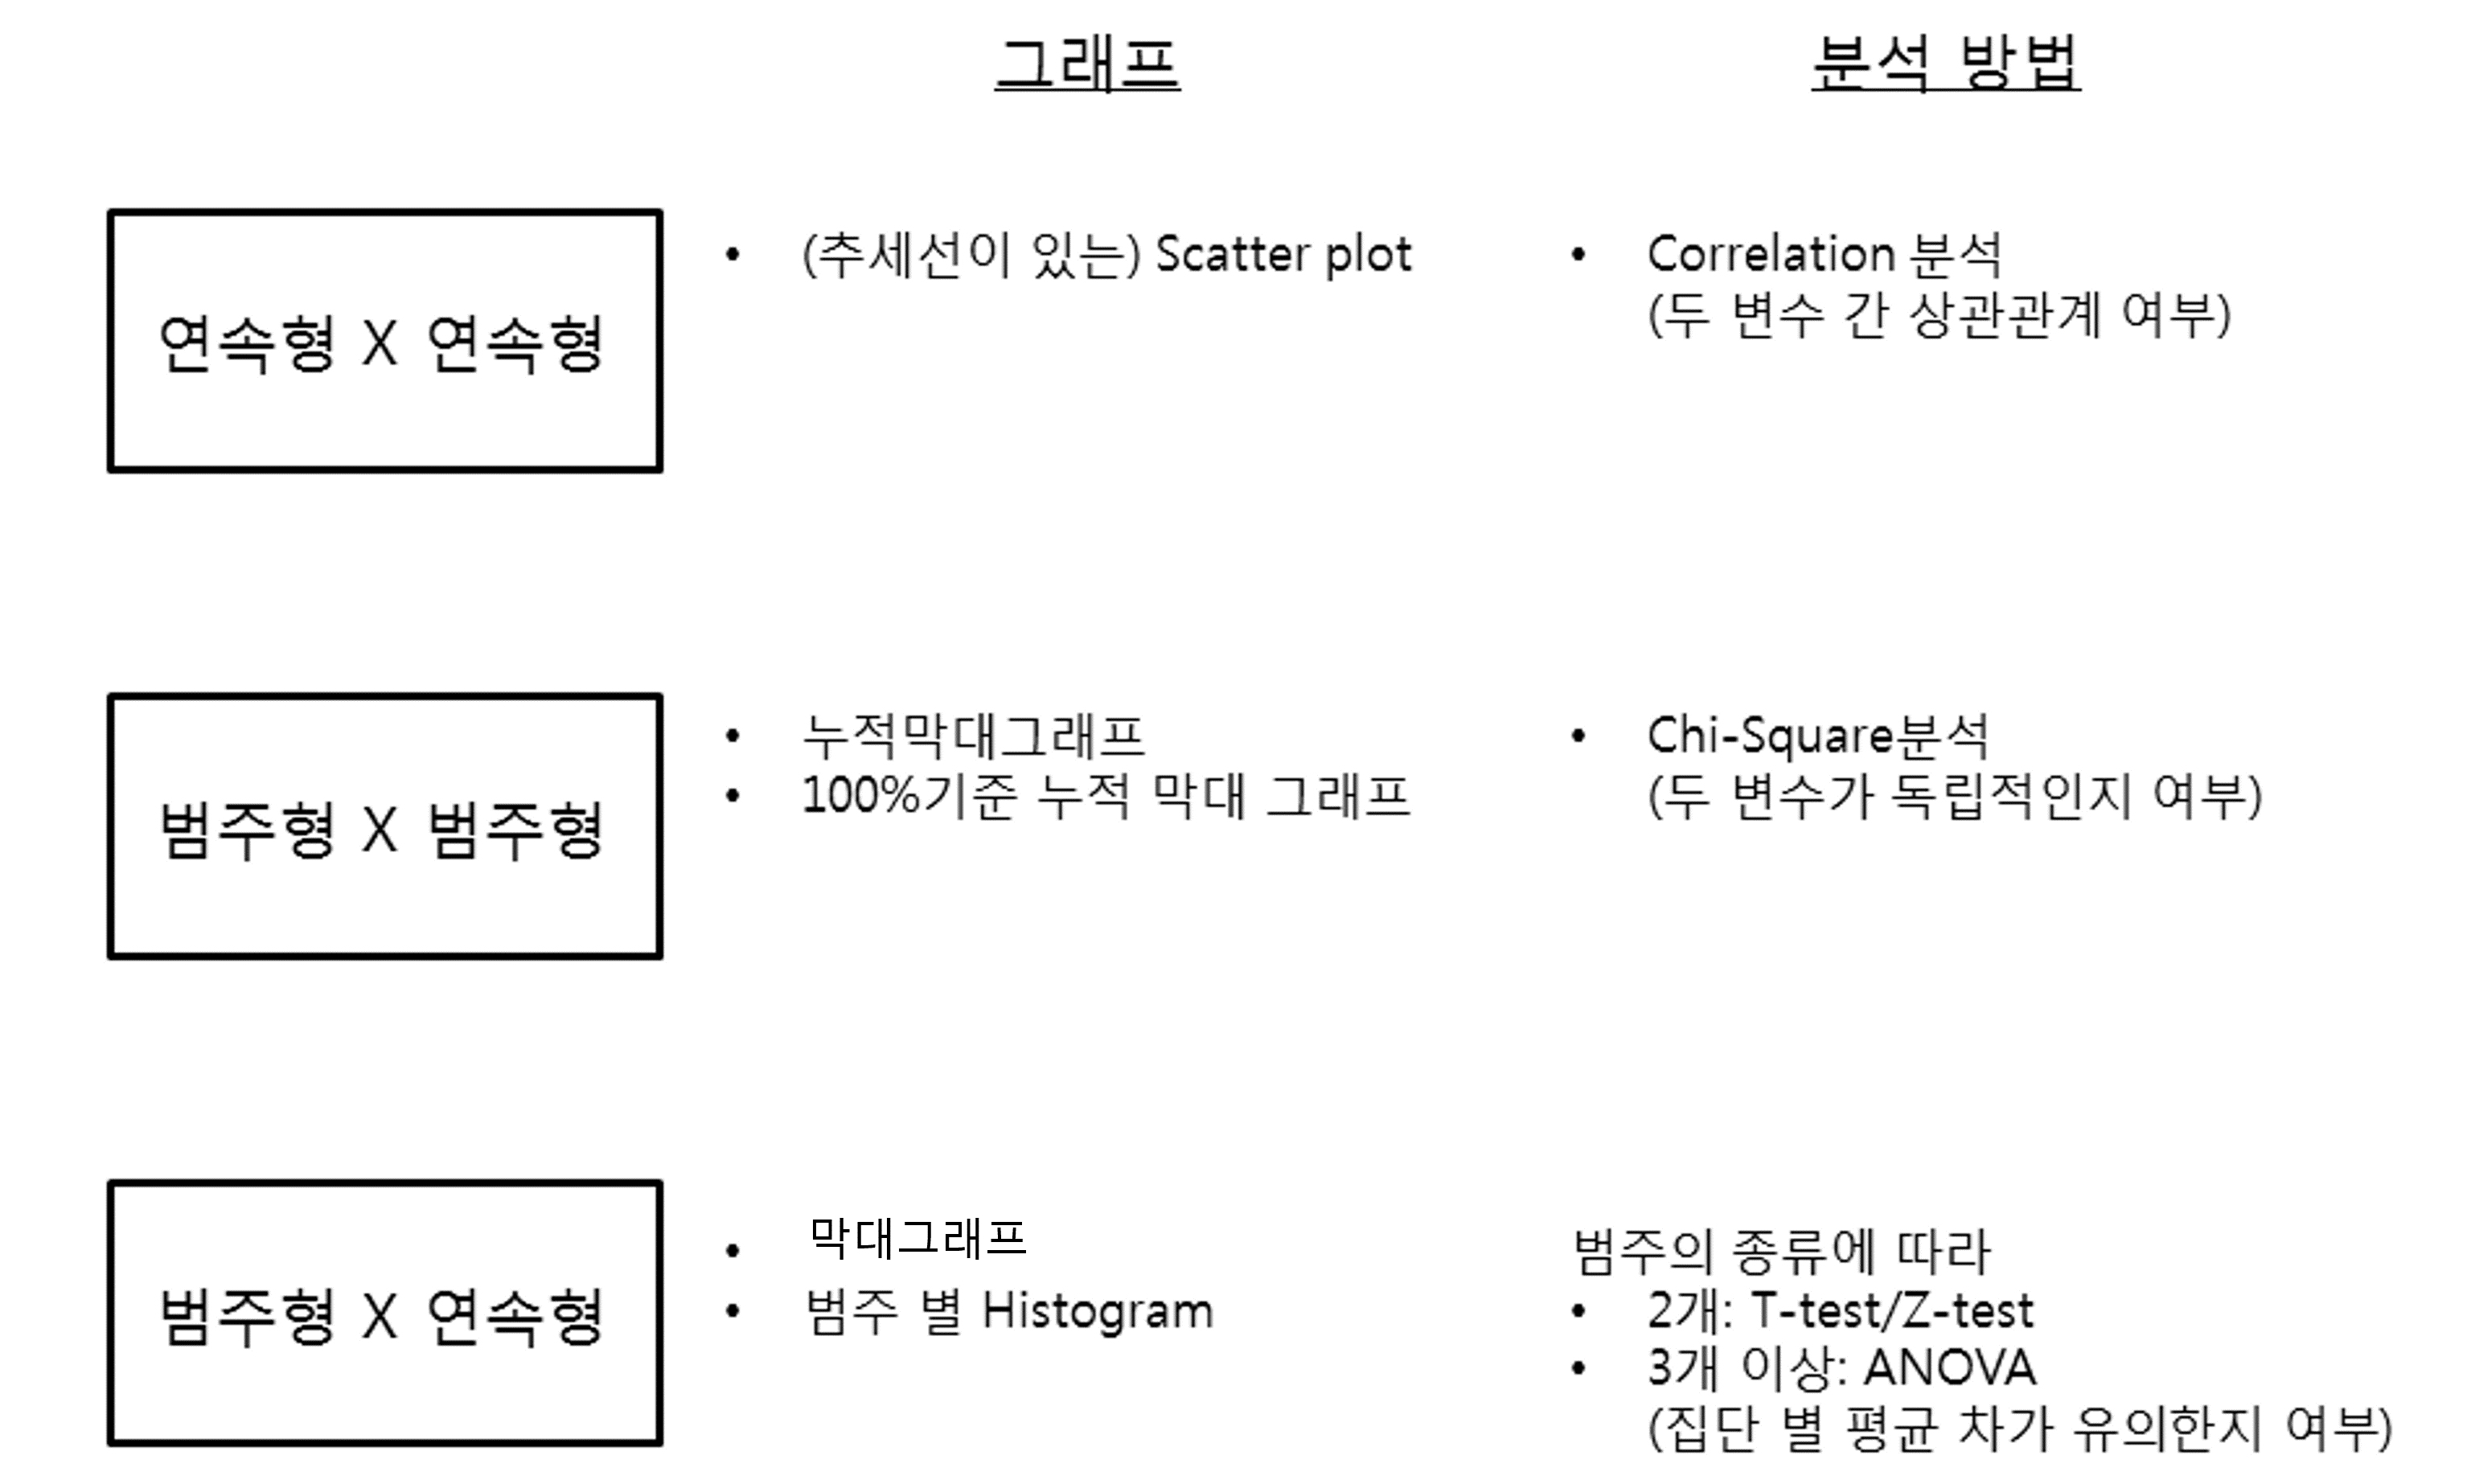 그래프
분석 방법
연속형 X 연속형
• (추세선이 있는) Scatter plot
• Correlation 분석
(두 변수 간 상관관계 여부)
범주형 X 범주형
• 누적막대그래프
• 100%기준 누적 막대 그래프
• Chi-Square분석
(두 변수가 독립적인지 여부)
범주형 X 연속형
• 막대그래프
• 범주 별 Histogram
범주의 종류에 따라
• 2개: T-test/Z-test
• 3개 이상: ANOVA
(집단 별 평균 차가 유의한지 여부)